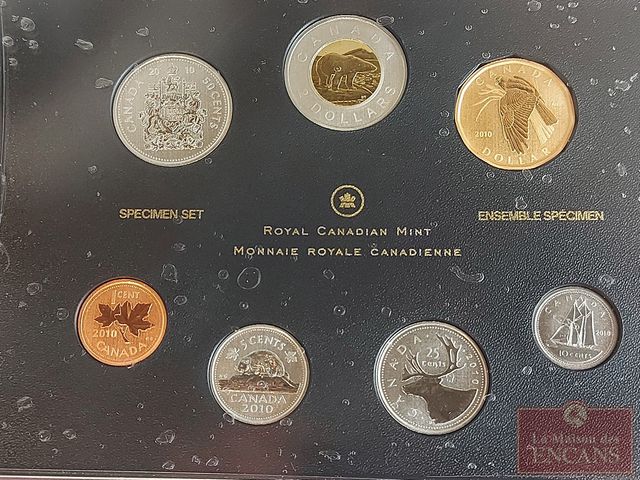 CANADA
2010
50 CENTS
CANADA
2 DOLLARS
CANADA
2010
DOLLAR
SPECIMEN SET
ENSEMBLE SPÉCIMEN
ROYAL CANADIAN MINT
MONNAIE ROYALE CANADIENNE
1 CENT
2010
CANADA
5 CENTS
CANADA
2010
CANADA
25
cents
2010
CANADA
2010
10 CENTS
La Maison des
ENCANS